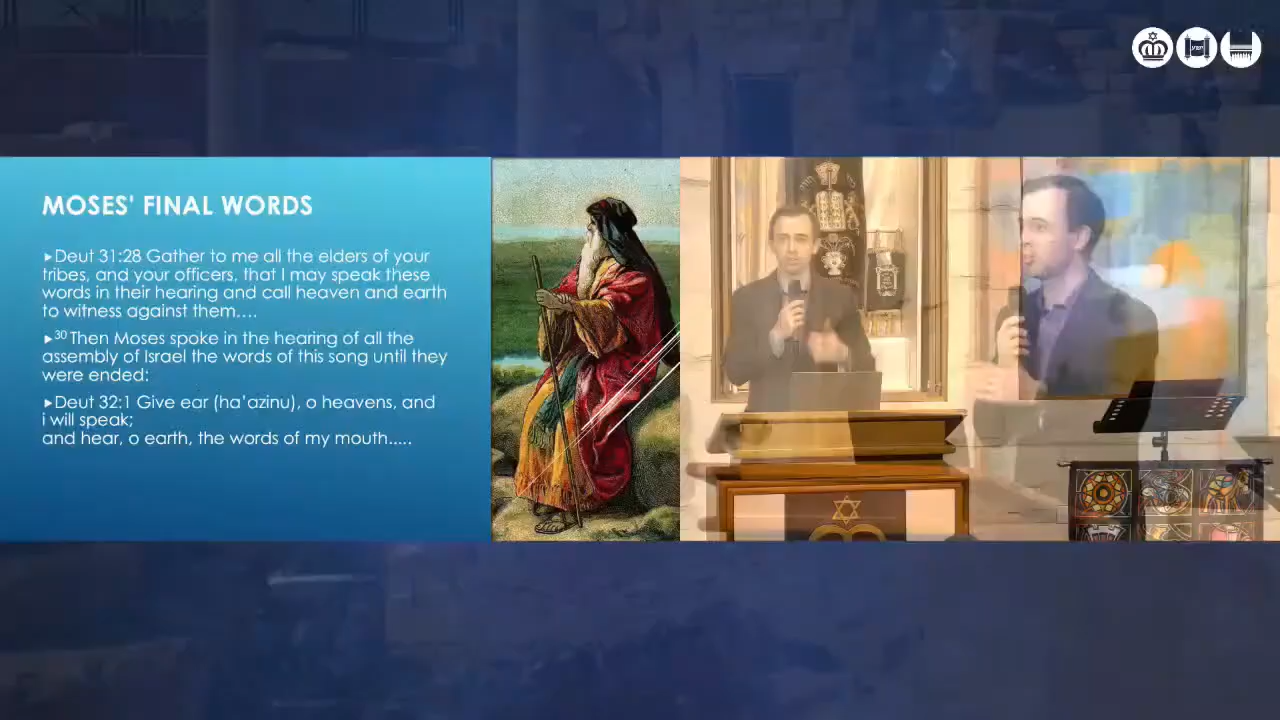 MOSES' FINAL WORDS
▸Deut 31:28 Gather to me all the elders of your
tribes, and your officers, that I may speak these
words in their hearing and call heaven and earth
to witness against them....
▸30 Then Moses spoke in the hearing of all the
assembly of Israel the words of this song until they
were ended:
▸Deut 32:1 Give ear (ha'azinu), o heavens, and
i will speak;
and hear, o earth, the words of my mouth.....